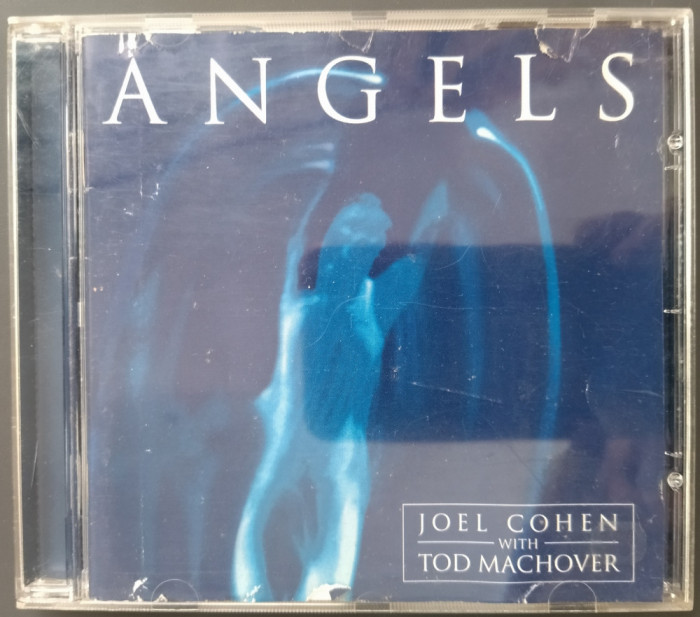 ANGELS
JOEL COHEN
WITH
TOD MACHOVER